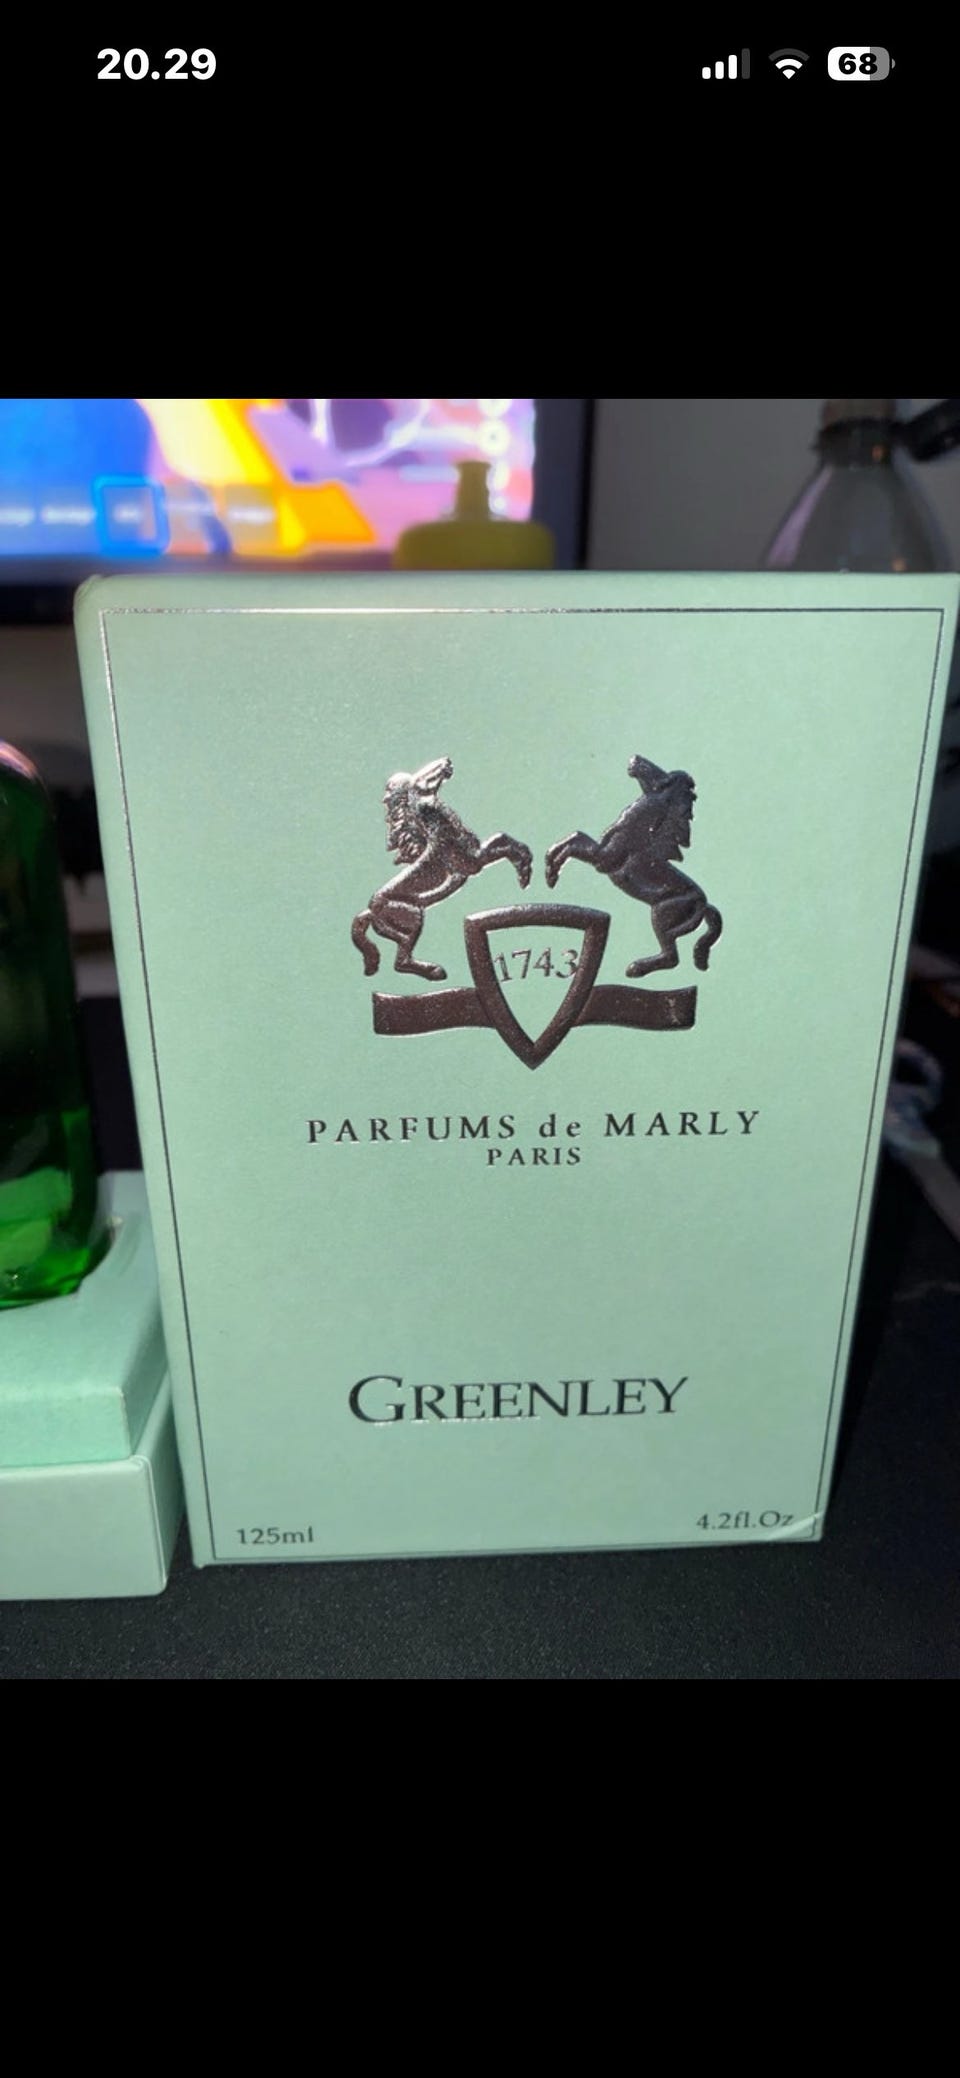 20.29
68
1743
PARFUMS de MARLY
PARIS
GREENLEY
125ml
4.2fl.Oz